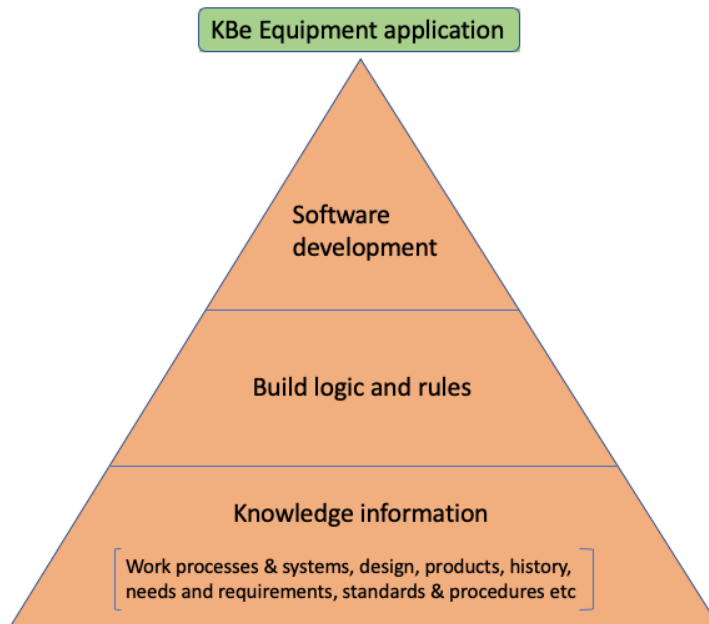 KBe Equipment application
Software
development
Build logic and rules
Knowledge information
Work processes & systems, design, products, history,
needs and requirements, standards & procedures etc